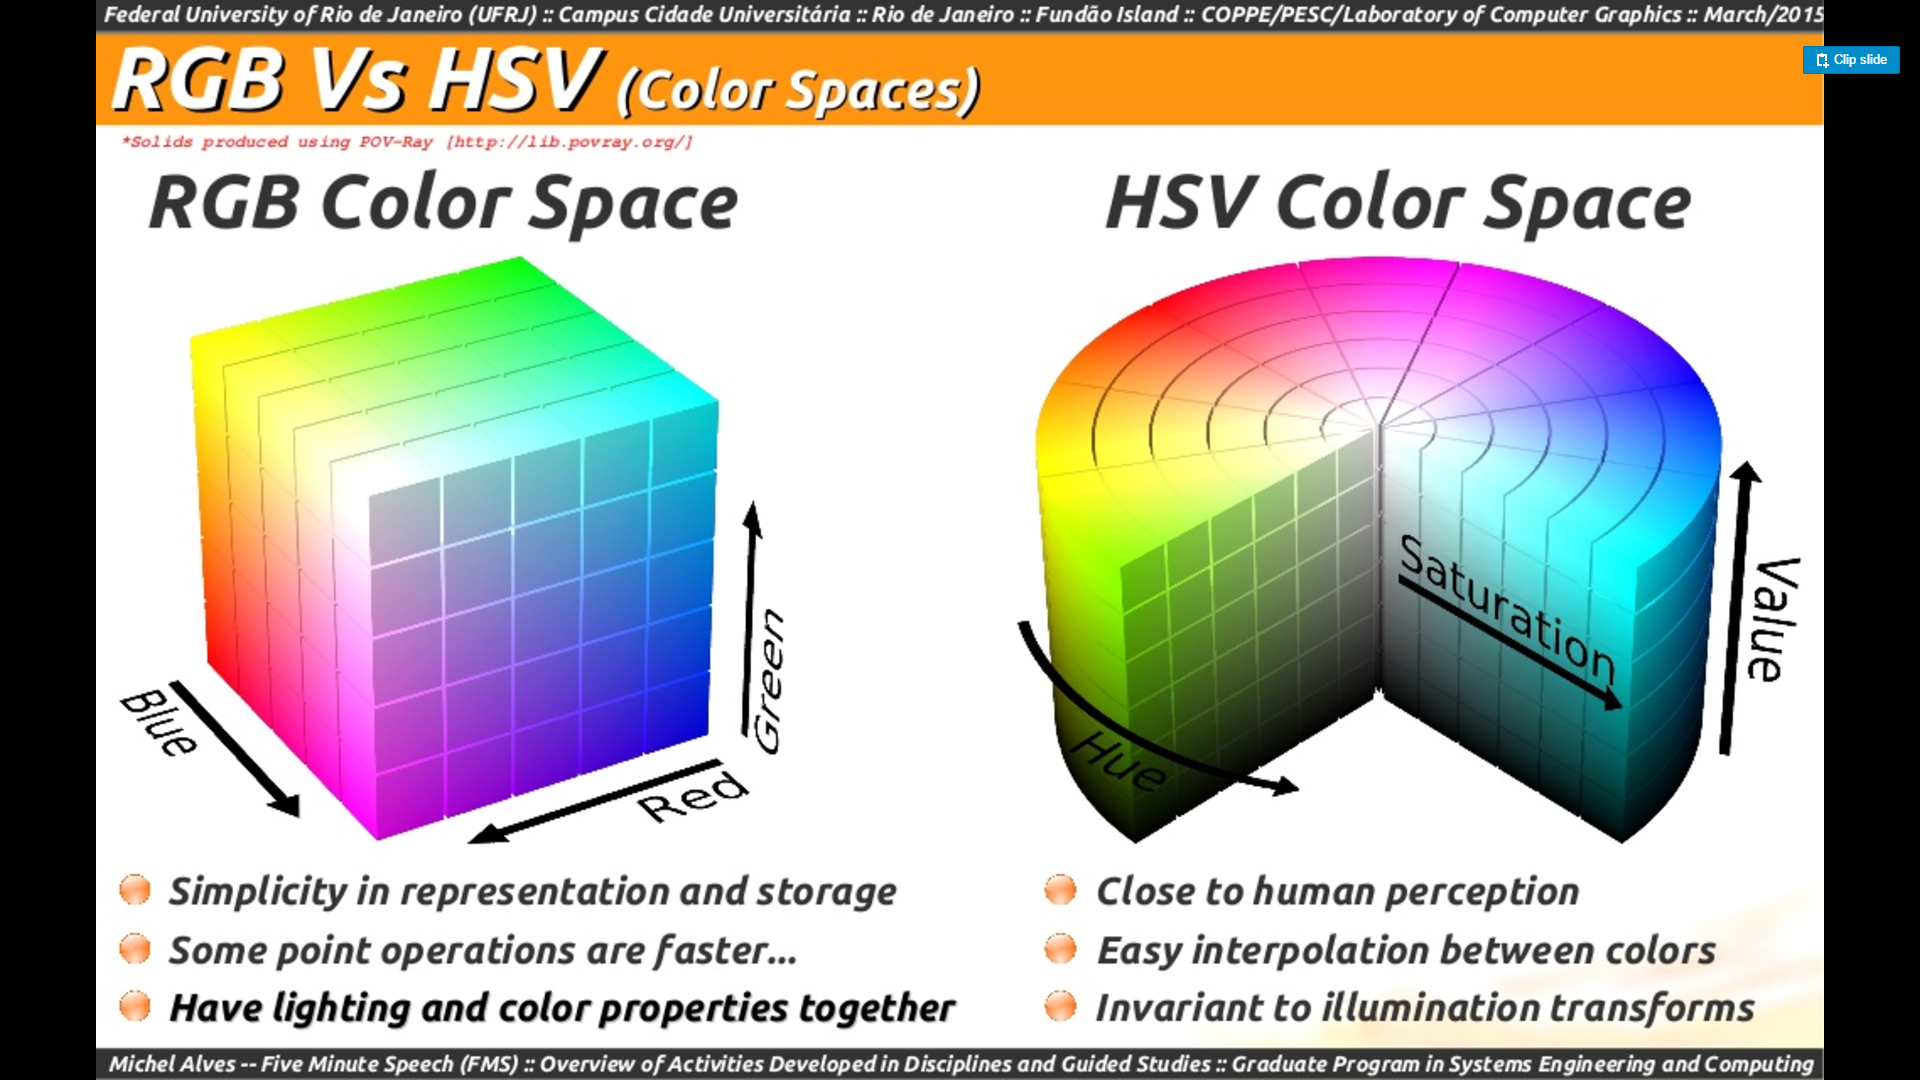 Federal University of Rio de Janeiro (UFRJ) :: Campus Cidade Universitária :: Rio de Janeiro :: Fundão Island :: COPPE/PESC/Laboratory of Computer Graphics :: March/2015
Clip slide
RGB Vs HSV (Color Spaces)
*Solids produced using POV-Ray [http://lib.povray.org/]
RGB Color Space
Blue
Red
Green
Simplicity in representation and storage
Some point operations are faster...
Have lighting and color properties together
HSV Color Space
Hue
Saturation
Value
Close to human perception
Easy interpolation between colors
Invariant to illumination transforms
Michel Alves -- Five Minute Speech (FMS) :: Overview of Activities Developed in Disciplines and Guided Studies :: Graduate Program in Systems Engineering and Computing